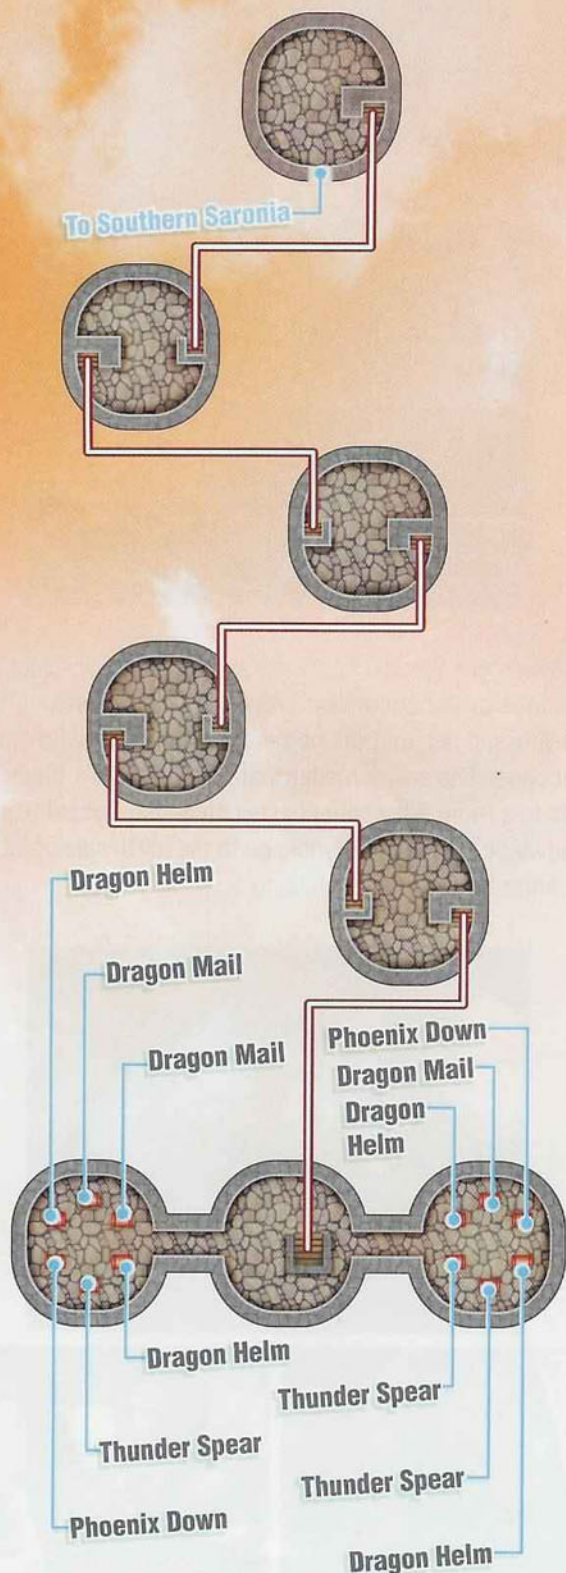 To Southern Saronia
Dragon Helm
Dragon Mail
Dragon Mail
Phoenix Down
Dragon Mail
Dragon
Helm
Dragon Helm
Thunder Spear
Phoenix Down
Thunder Spear
Thunder Spear
Dragon Helm